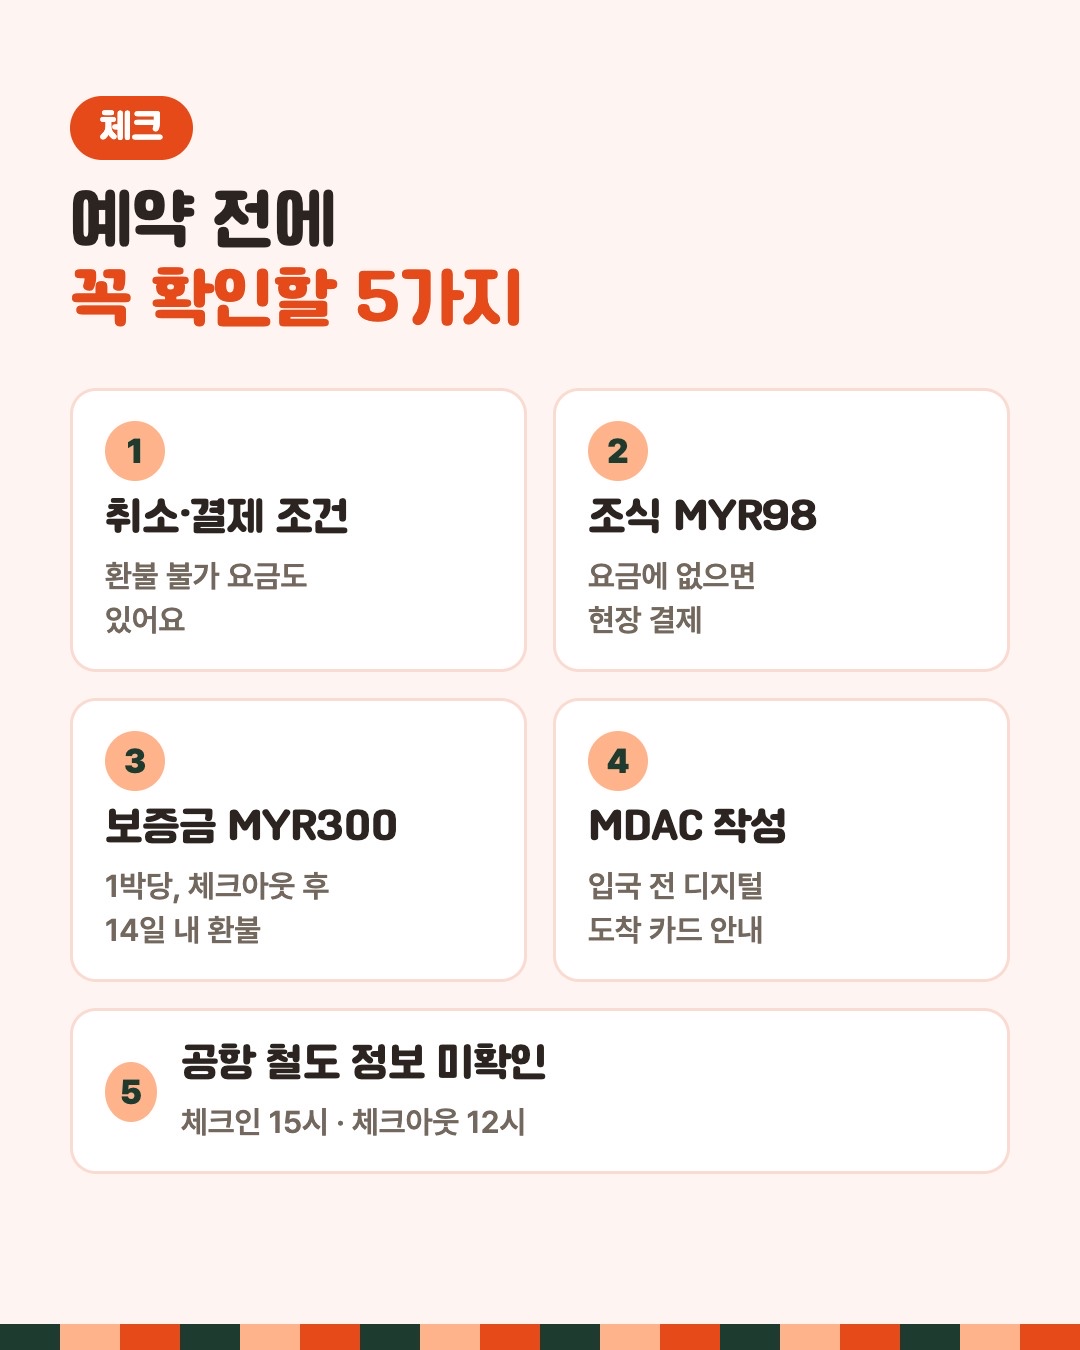 체크
예약 전에
꼭 확인할 5가지
1
취소·결제 조건
환불 불가 요금도
있어요
2
조식 MYR98
요금에 없으면
현장 결제
3
보증금 MYR300
1박당, 체크아웃 후
14일 내 환불
4
MDAC 작성
입국 전 디지털
도착 카드 안내
5
공항 철도 정보 미확인
체크인 15시 · 체크아웃 12시